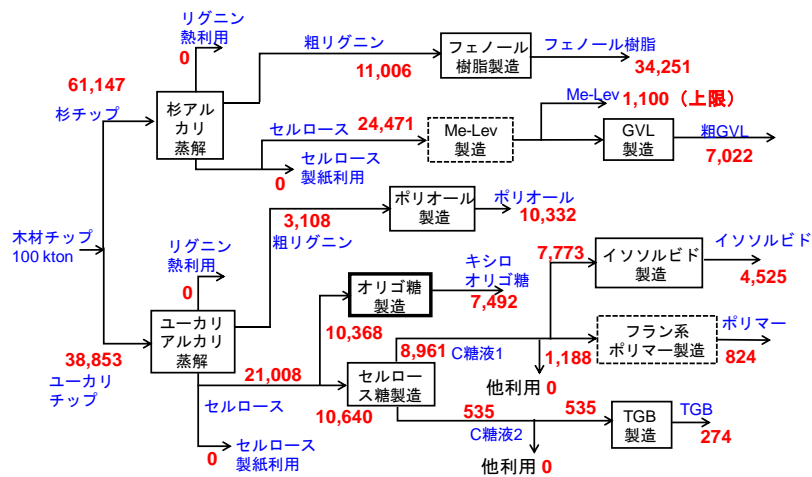 リグニン
熱利用
0
粗リグニン
11,006
フェノール
樹脂製造
フェノール樹脂
34,251
61,147
杉チップ
杉アル
カリ
蒸解
セルロース
24,471
Me-Lev
製造
Me-Lev
1,100（上限）
GVL
製造
粗GVL
7,022
セルロース
製紙利用
0
木材チップ
100 kton
3,108
粗リグニン
ポリオール
製造
ポリオール
10,332
リグニン
熱利用
0
オリゴ糖
製造
キシロ
オリゴ糖
7,492
10,368
7,773
イソソルビド
製造
イソソルビド
4,525
38,853
ユーカリ
チップ
ユーカリ
アルカリ
蒸解
21,008
セルロース
10,640
セルロー
ス糖製造
8,961
C糖液1
1,188
他利用 0
フラン系
ポリマー製造
ポリマー
824
535
C糖液2
535
他利用 0
TGB
製造
TGB
274
セルロース
製紙利用
0